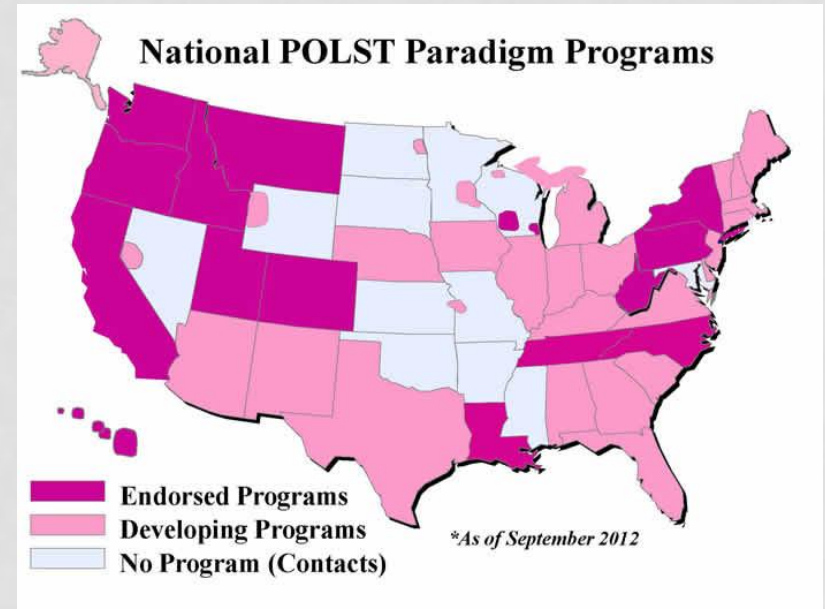 National POLST Paradigm Programs
Endorsed Programs
Developing Programs
*As of September 2012
No Program (Contacts)